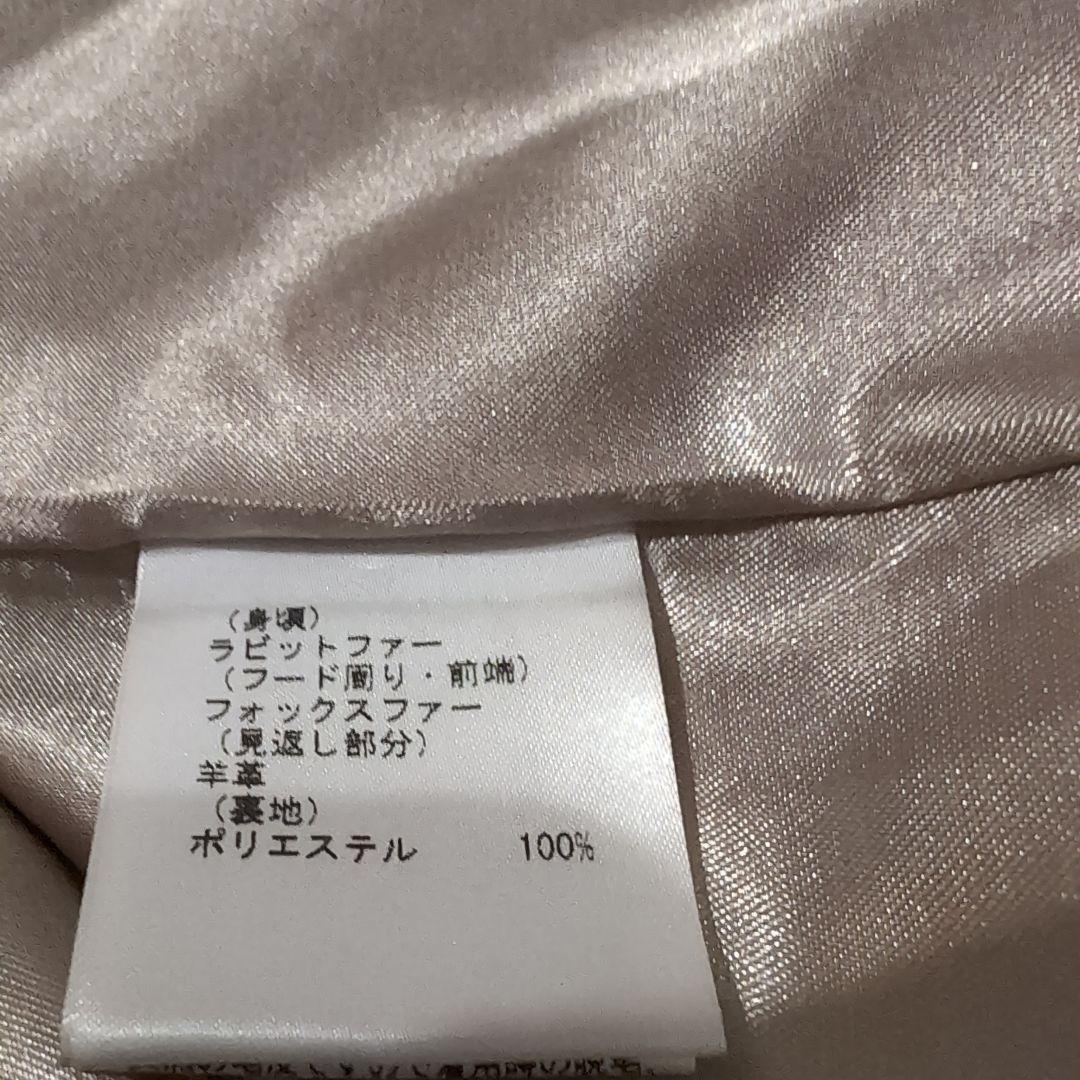 (身頃)
ラビットファー
(フード周り・前端)
フォックスファー
(見返し部分)
羊革
(裏地)
ポリエステル 100%